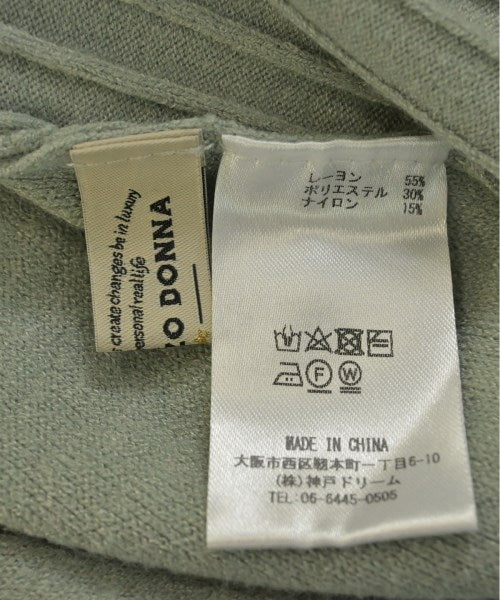 create changes be in luxury
personal real life
O DONNA
レーヨン 55%
ポリエステル 30%
ナイロン 15%
F W
MADE IN CHINA
大阪市西区靱本町一丁目6-10
(株)神戸ドリーム
TEL: 06-6445-0505